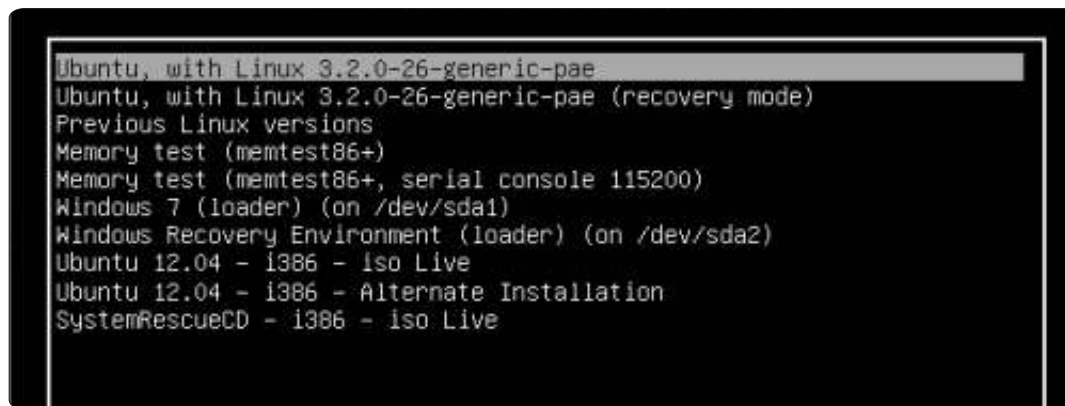 Ubuntu, with Linux 3.2.0-26-generic-pae
Ubuntu, with Linux 3.2.0-26-generic-pae (recovery mode)
Previous Linux versions
Memory test (memtest86+)
Memory test (memtest86+, serial console 115200)
Windows 7 (loader) (on /dev/sda1)
Windows Recovery Environment (loader) (on /dev/sda2)
Ubuntu 12.04 - i386 - iso Live
Ubuntu 12.04 - i386 - Alternate Installation
SystemRescueCD - i386 - iso Live